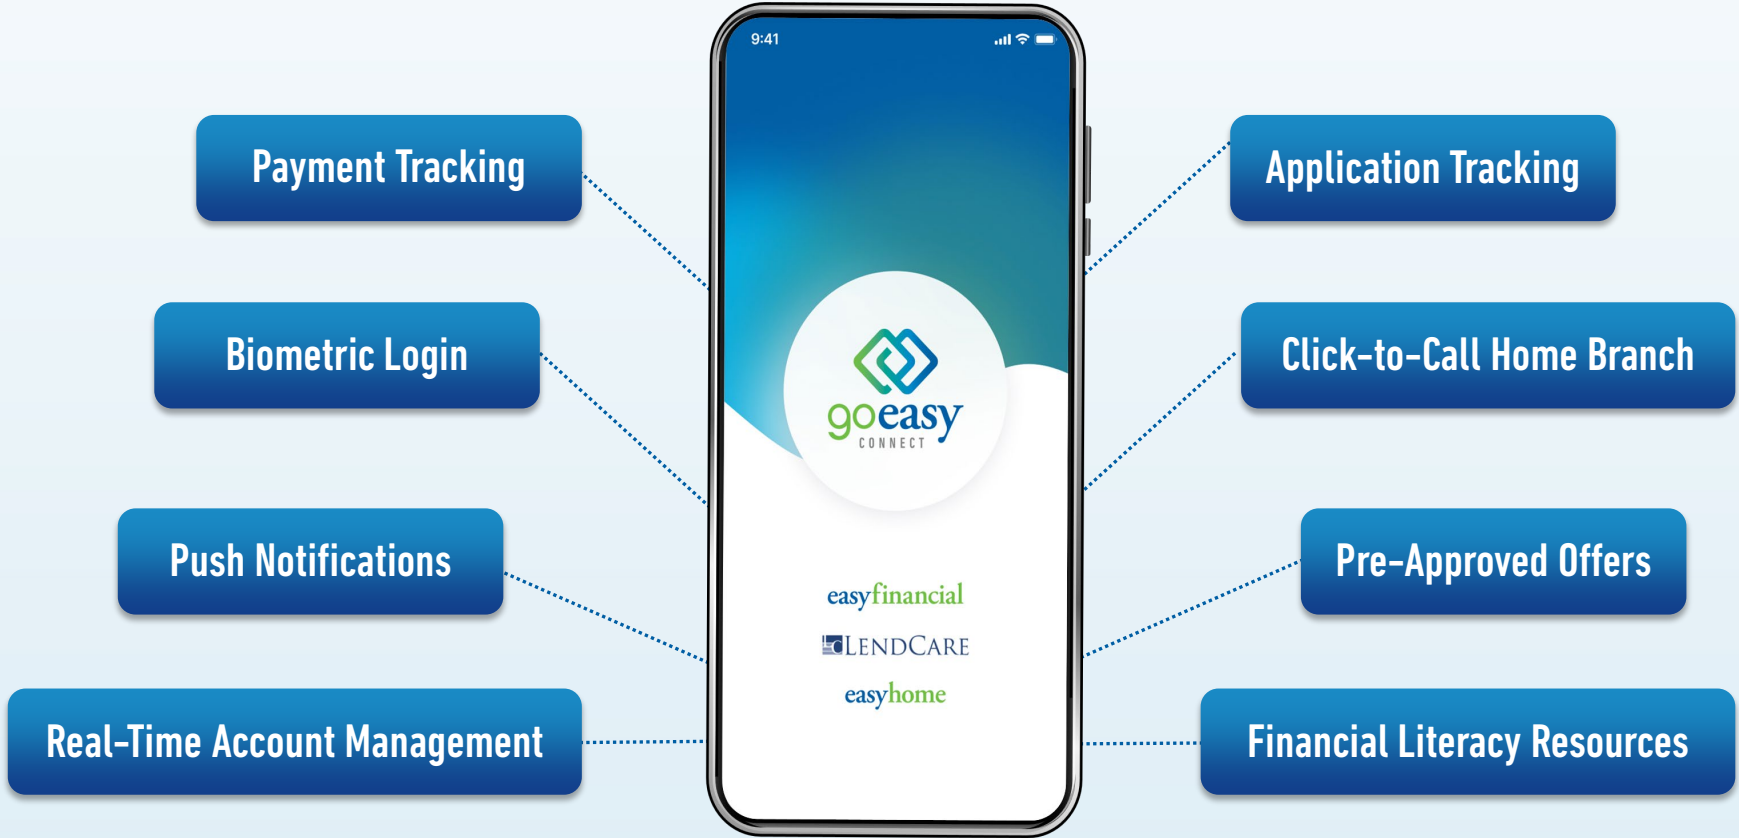 9:41
Payment Tracking
Application Tracking
Biometric Login
Click-to-Call Home Branch
goeasy
CONNECT
Push Notifications
Pre-Approved Offers
easyfinancial
LENDCARE
easyhome
Real-Time Account Management
Financial Literacy Resources